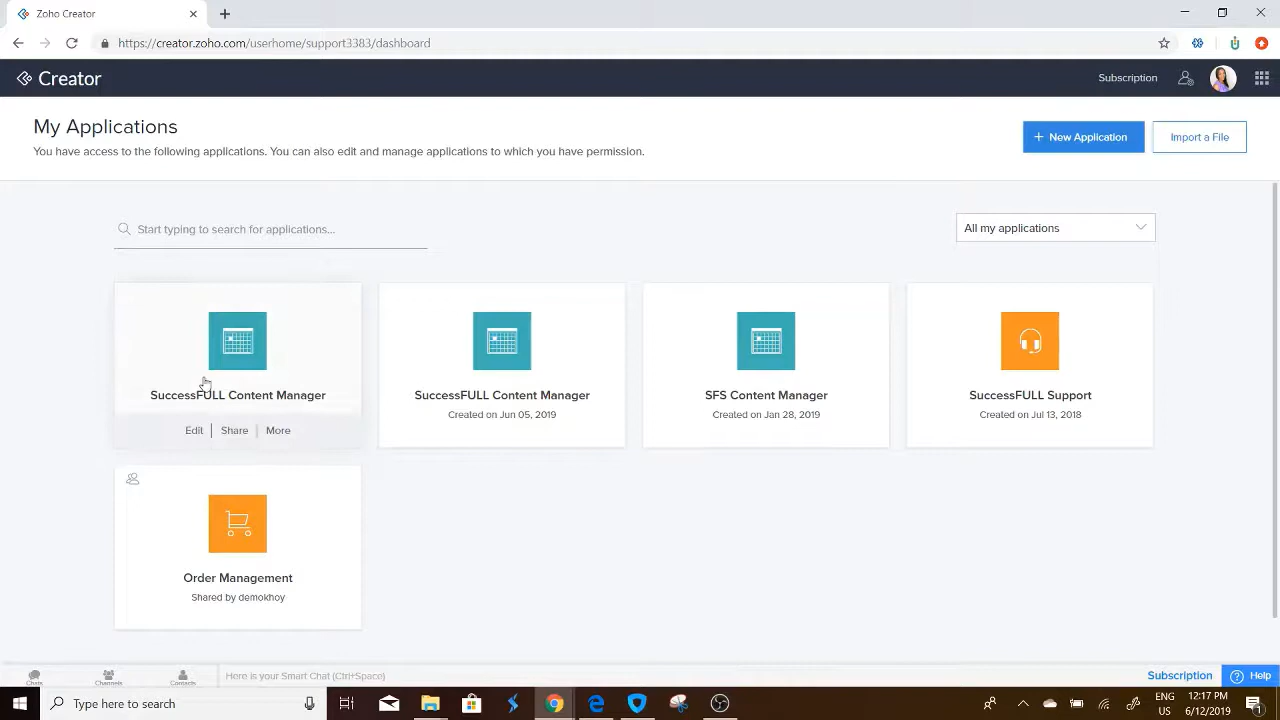 Zoho Creator
https://creator.zoho.com/userhome/support3383/dashboard
Creator
Subscription
My Applications
You have access to the following applications. You can also edit and manage applications to which you have permission.
+ New Application
Import a File
Start typing to search for applications...
All my applications
SuccessFULL Content Manager
Edit | Share | More
SuccessFULL Content Manager
Created on Jun 05, 2019
SFS Content Manager
Created on Jan 28, 2019
SuccessFULL Support
Created on Jul 13, 2018
Order Management
Shared by demokhoy
Chats
Channels
Contacts
Here is your Smart Chat (Ctrl+Space)
Subscription
Help
Type here to search
ENG
US
12:17 PM
6/12/2019